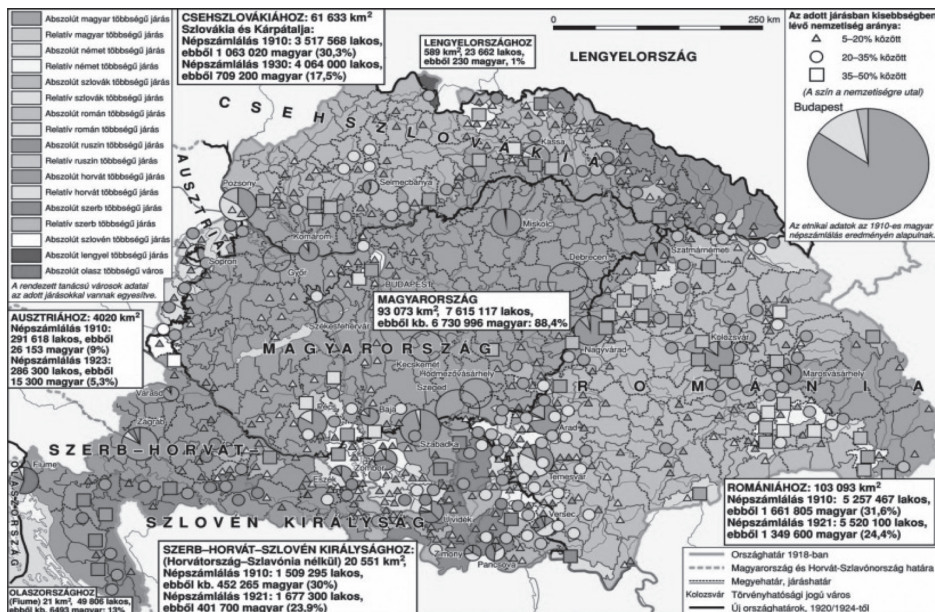 Abszolút magyar többségű járás
Relatív magyar többségű járás
Abszolút német többségű járás
Relatív német többségű járás
Abszolút szlovák többségű járás
Relatív szlovák többségű járás
Abszolút román többségű járás
Relatív román többségű járás
Abszolút ruszin többségű járás
Relatív ruszin többségű járás
Abszolút horvát többségű járás
Relatív horvát többségű járás
Abszolút szerb többségű járás
Relatív szerb többségű járás
Abszolút szlovén többségű járás
Abszolút lengyel többségű járás
Abszolút olasz többségű város
A rendezett tanácsú városok adatai
az adott járásokkal vannak egyesítve.
CSEHSZLOVÁKIÁHOZ: 61 633 km²
Szlovákia és Kárpátalja:
Népszámlálás 1910: 3 517 568 lakos,
ebből 1 063 020 magyar (30,3%)
Népszámlálás 1930: 4 064 000 lakos,
ebből 709 200 magyar (17,5%)
LENGYELORSZÁGHOZ
589 km², 23 662 lakos,
ebből 230 magyar, 1%
0 250 km
LENGYELORSZÁG
Az adott járásban kisebbségben
lévő nemzetiség aránya:
5–20% között
20–35% között
35–50% között
(A szín a nemzetiségre utal)
Budapest
Az etnikai adatok az 1910-es magyar
népszámlálás eredményén alapulnak.
CSEHSZLOVÁKIA
AUSZTRIA
Pozsony
Selmecbánya
Kassa
Komárom
Miskolc
Sopron
Győr
BUDAPEST
Debrecen
Szatmárnémeti
AUSZTRIÁHOZ: 4020 km²
Népszámlálás 1910:
291 618 lakos, ebből
26 153 magyar (9%)
Népszámlálás 1923:
286 300 lakos, ebből
15 300 magyar (5,3%)
Székesfehérvár
MAGYARORSZÁG
93 073 km², 7 615 117 lakos,
ebből kb. 6 730 996 magyar: 88,4%
MAGYARORSZÁG
Kecskemét
Hódmezővásárhely
Szeged
Nagyvárad
Kolozsvár
Marosvásárhely
ROMÁNIA
Varasd
Zágráb
Pécs
Baja
Szabadka
Arad
Zombor
Eszék
Temesvár
Újvidék
Versec
Zimony
Pancsova
Fiume
OLASZORSZÁG
SZERB–HORVÁT–
SZLOVÉN KIRÁLYSÁG
ROMÁNIÁHOZ: 103 093 km²
Népszámlálás 1910: 5 257 467 lakos,
ebből 1 661 805 magyar (31,6%)
Népszámlálás 1921: 5 520 100 lakos,
ebből 1 349 600 magyar (24,4%)
SZERB–HORVÁT–SZLOVÉN KIRÁLYSÁGHOZ:
(Horvátország–Szlavónia nélkül) 20 551 km²,
Népszámlálás 1910: 1 509 295 lakos,
ebből kb. 452 265 magyar (30%)
Népszámlálás 1921: 1 677 300 lakos,
ebből 401 700 magyar (23,9%)
OLASZORSZÁGHOZ
(Fiume) 21 km², 49 806 lakos,
ebből kb. 6493 magyar: 13%
Országhatár 1918-ban
Magyarország és Horvát-Szlavónország határa
Megyehatár, járáshatár
Kolozsvár Törvényhatósági jogú város
Új országhatárok, 1920/1924-től